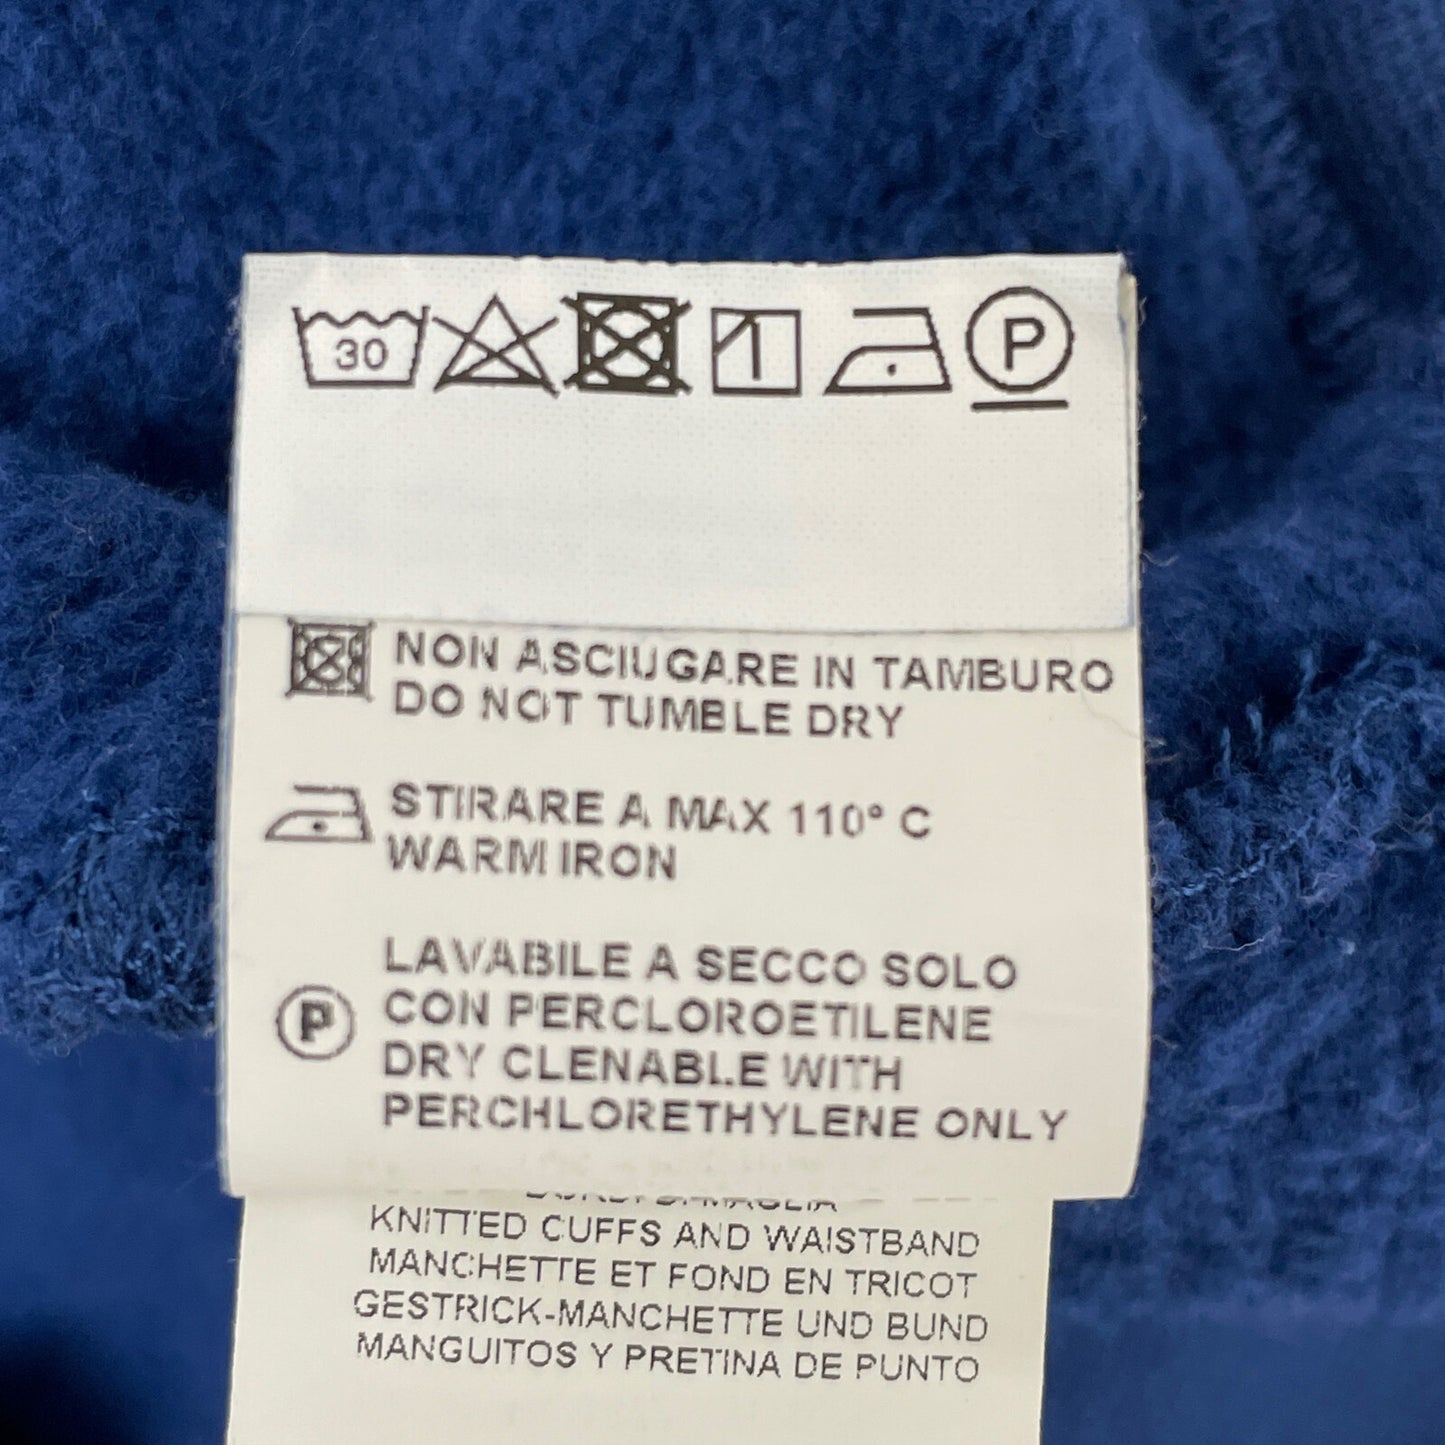 30
P
NON ASCIUGARE IN TAMBURO
DO NOT TUMBLE DRY
STIRARE A MAX 110° C
WARM IRON
P
LAVABILE A SECCO SOLO
CON PERCLOROETILENE
DRY CLENABLE WITH
PERCHLORETHYLENE ONLY
KNITTED CUFFS AND WAISTBAND
MANCHETTE ET FOND EN TRICOT
GESTRICK-MANCHETTE UND BUND
MANGUITOS Y PRETINA DE PUNTO